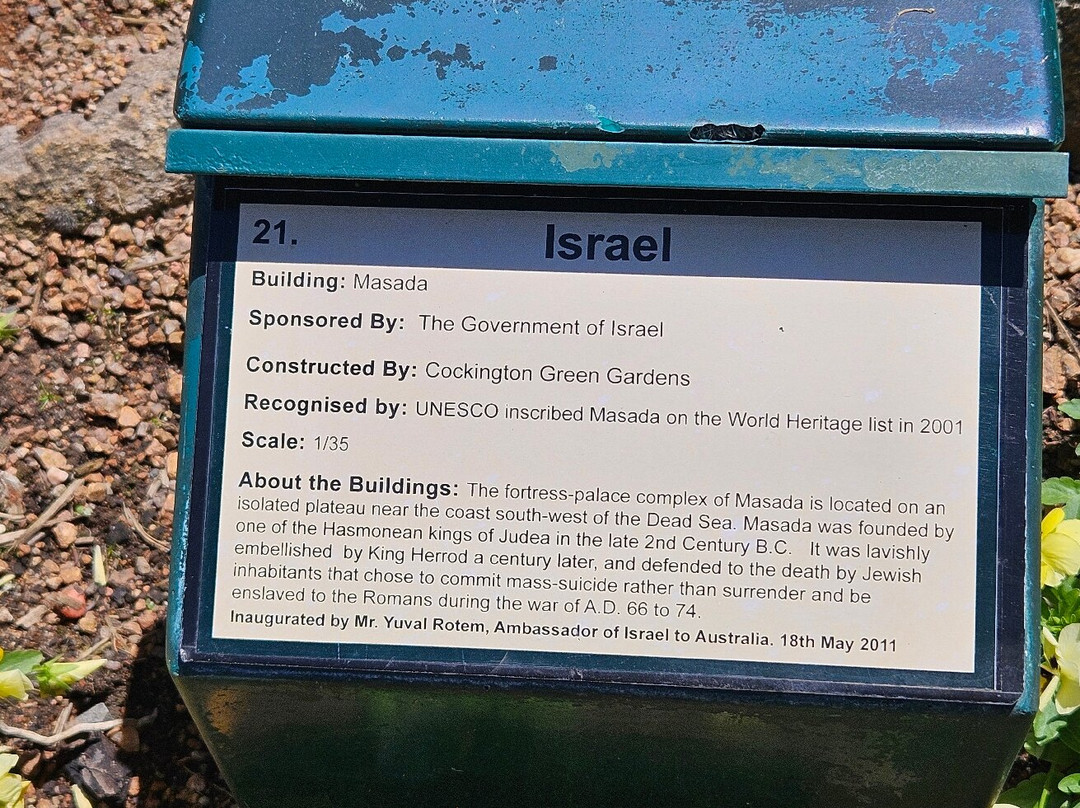 21. Israel
Building: Masada
Sponsored By: The Government of Israel
Constructed By: Cockington Green Gardens
Recognised by: UNESCO inscribed Masada on the World Heritage list in 2001
Scale: 1/35
About the Buildings: The fortress-palace complex of Masada is located on an
isolated plateau near the coast south-west of the Dead Sea. Masada was founded by
one of the Hasmonean kings of Judea in the late 2nd Century B.C. It was lavishly
embellished by King Herrod a century later, and defended to the death by Jewish
inhabitants that chose to commit mass-suicide rather than surrender and be
enslaved to the Romans during the war of A.D. 66 to 74.
Inaugurated by Mr. Yuval Rotem, Ambassador of Israel to Australia. 18th May 2011